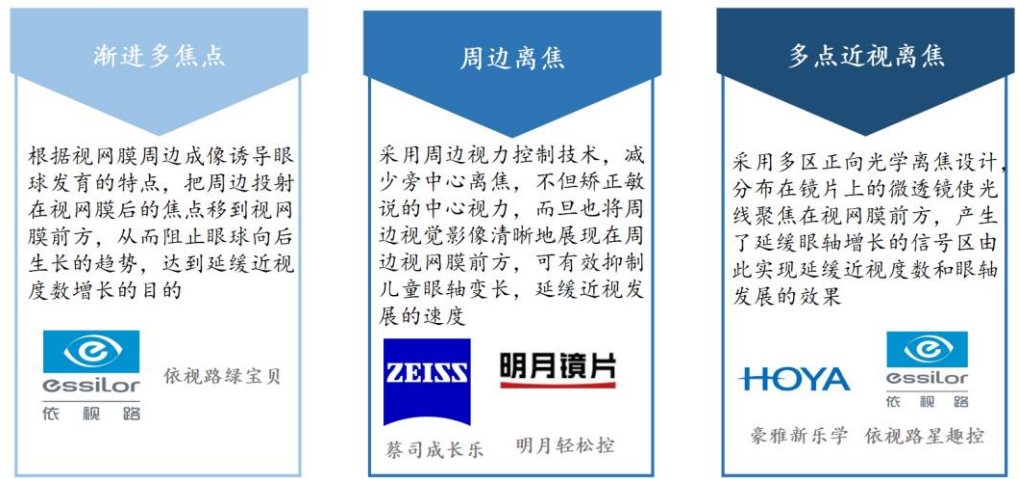 渐进多焦点
根据视网膜周边成像诱导眼
球发育的特点，把周边投射
在视网膜后的焦点移到视网
膜前方，从而阻止眼球向后
生长的趋势，达到延缓近视
度数增长的目的
essilor
依视路
依视路绿宝贝
周边离焦
采用周边视力控制技术，减
少旁中心离焦，不但矫正敏
说的中心视力，而旦也将周
边视觉影像清晰地展现在周
边视网膜前方，可有效抑制
儿童眼轴变长，延缓近视发
展的速度
ZEISS
明月镜片
蔡司成长乐
明月轻松控
多点近视离焦
采用多区正向光学离焦设计，
分布在镜片上的微透镜使光
线聚焦在视网膜前方，产生
了延缓眼轴增长的信号区由
此实现延缓近视度数和眼轴
发展的效果
HOYA
essilor
依视路
豪雅新乐学
依视路星趣控